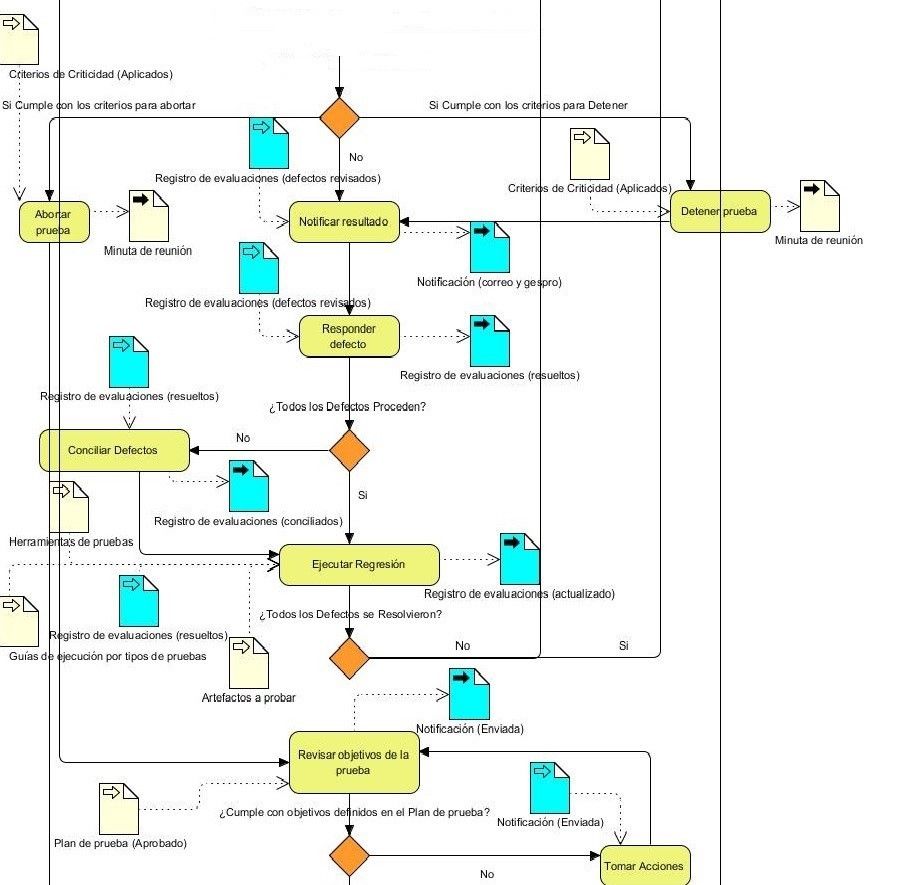 Criterios de Criticidad (Aplicados)
Si Cumple con los criterios para abortar
Si Cumple con los criterios para Detener
No
Registro de evaluaciones (defectos revisados)
Criterios de Criticidad (Aplicados)
Abortar
prueba
Notificar resultado
Detener prueba
Minuta de reunión
Minuta de reunión
Notificación (correo y gespro)
Registro de evaluaciones (defectos revisados)
Responder
defecto
Registro de evaluaciones (resueltos)
Registro de evaluaciones (resueltos)
¿Todos los Defectos Proceden?
No
Conciliar Defectos
Si
Registro de evaluaciones (conciliados)
Herramientas de pruebas
Ejecutar Regresión
Registro de evaluaciones (actualizado)
¿Todos los Defectos se Resolvieron?
Registro de evaluaciones (resueltos)
No
Si
Guías de ejecución por tipos de pruebas
Artefactos a probar
Notificación (Enviada)
Revisar objetivos de la
prueba
¿Cumple con objetivos definidos en el Plan de prueba?
Notificación (Enviada)
Plan de prueba (Aprobado)
Tomar Acciones
No